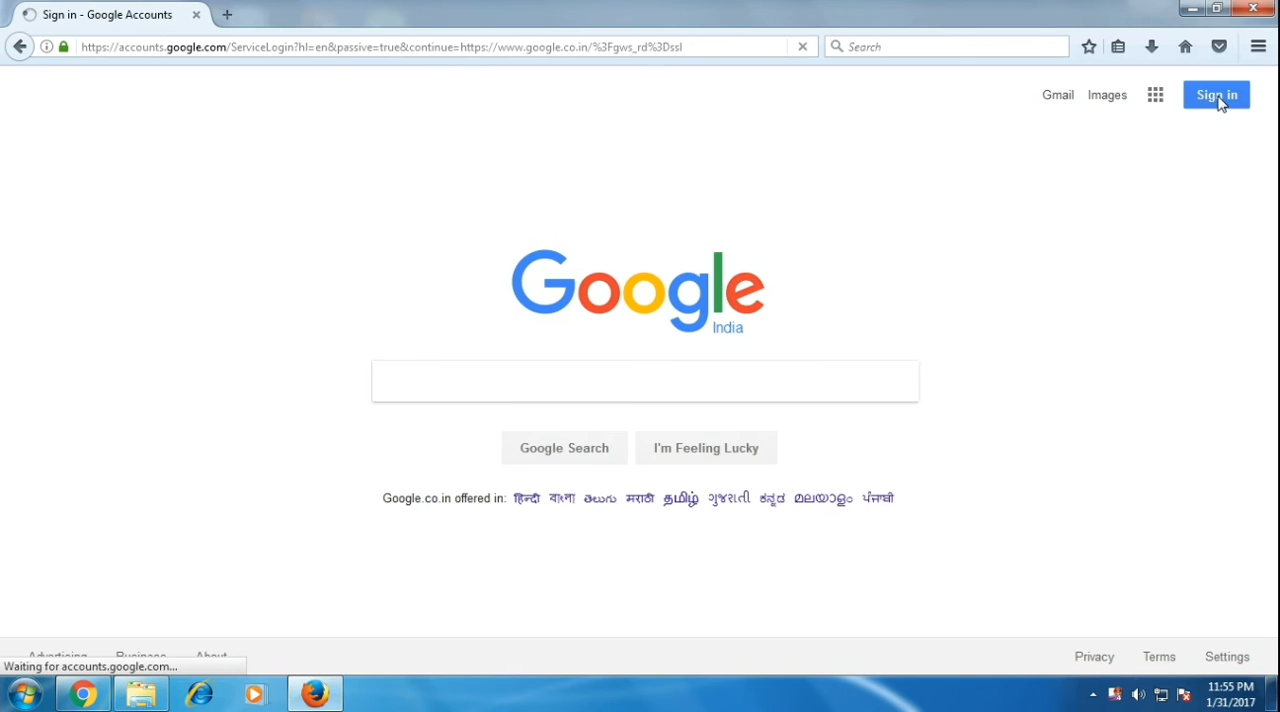 Sign in - Google Accounts
https://accounts.google.com/ServiceLogin?hl=en&passive=true&continue=https://www.google.co.in/%3Fgws_rd%3Dssl
Search
Gmail Images Sign in
Google
India
Google Search I'm Feeling Lucky
Google.co.in offered in: हिन्दी বাংলা తెలుగు मराठी தமிழ் ગુજરાતી ಕನ್ನಡ മലയാളം ਪੰਜਾਬੀ
Advertising Business About Privacy Terms Settings
Waiting for accounts.google.com...
11:55 PM
1/31/2017